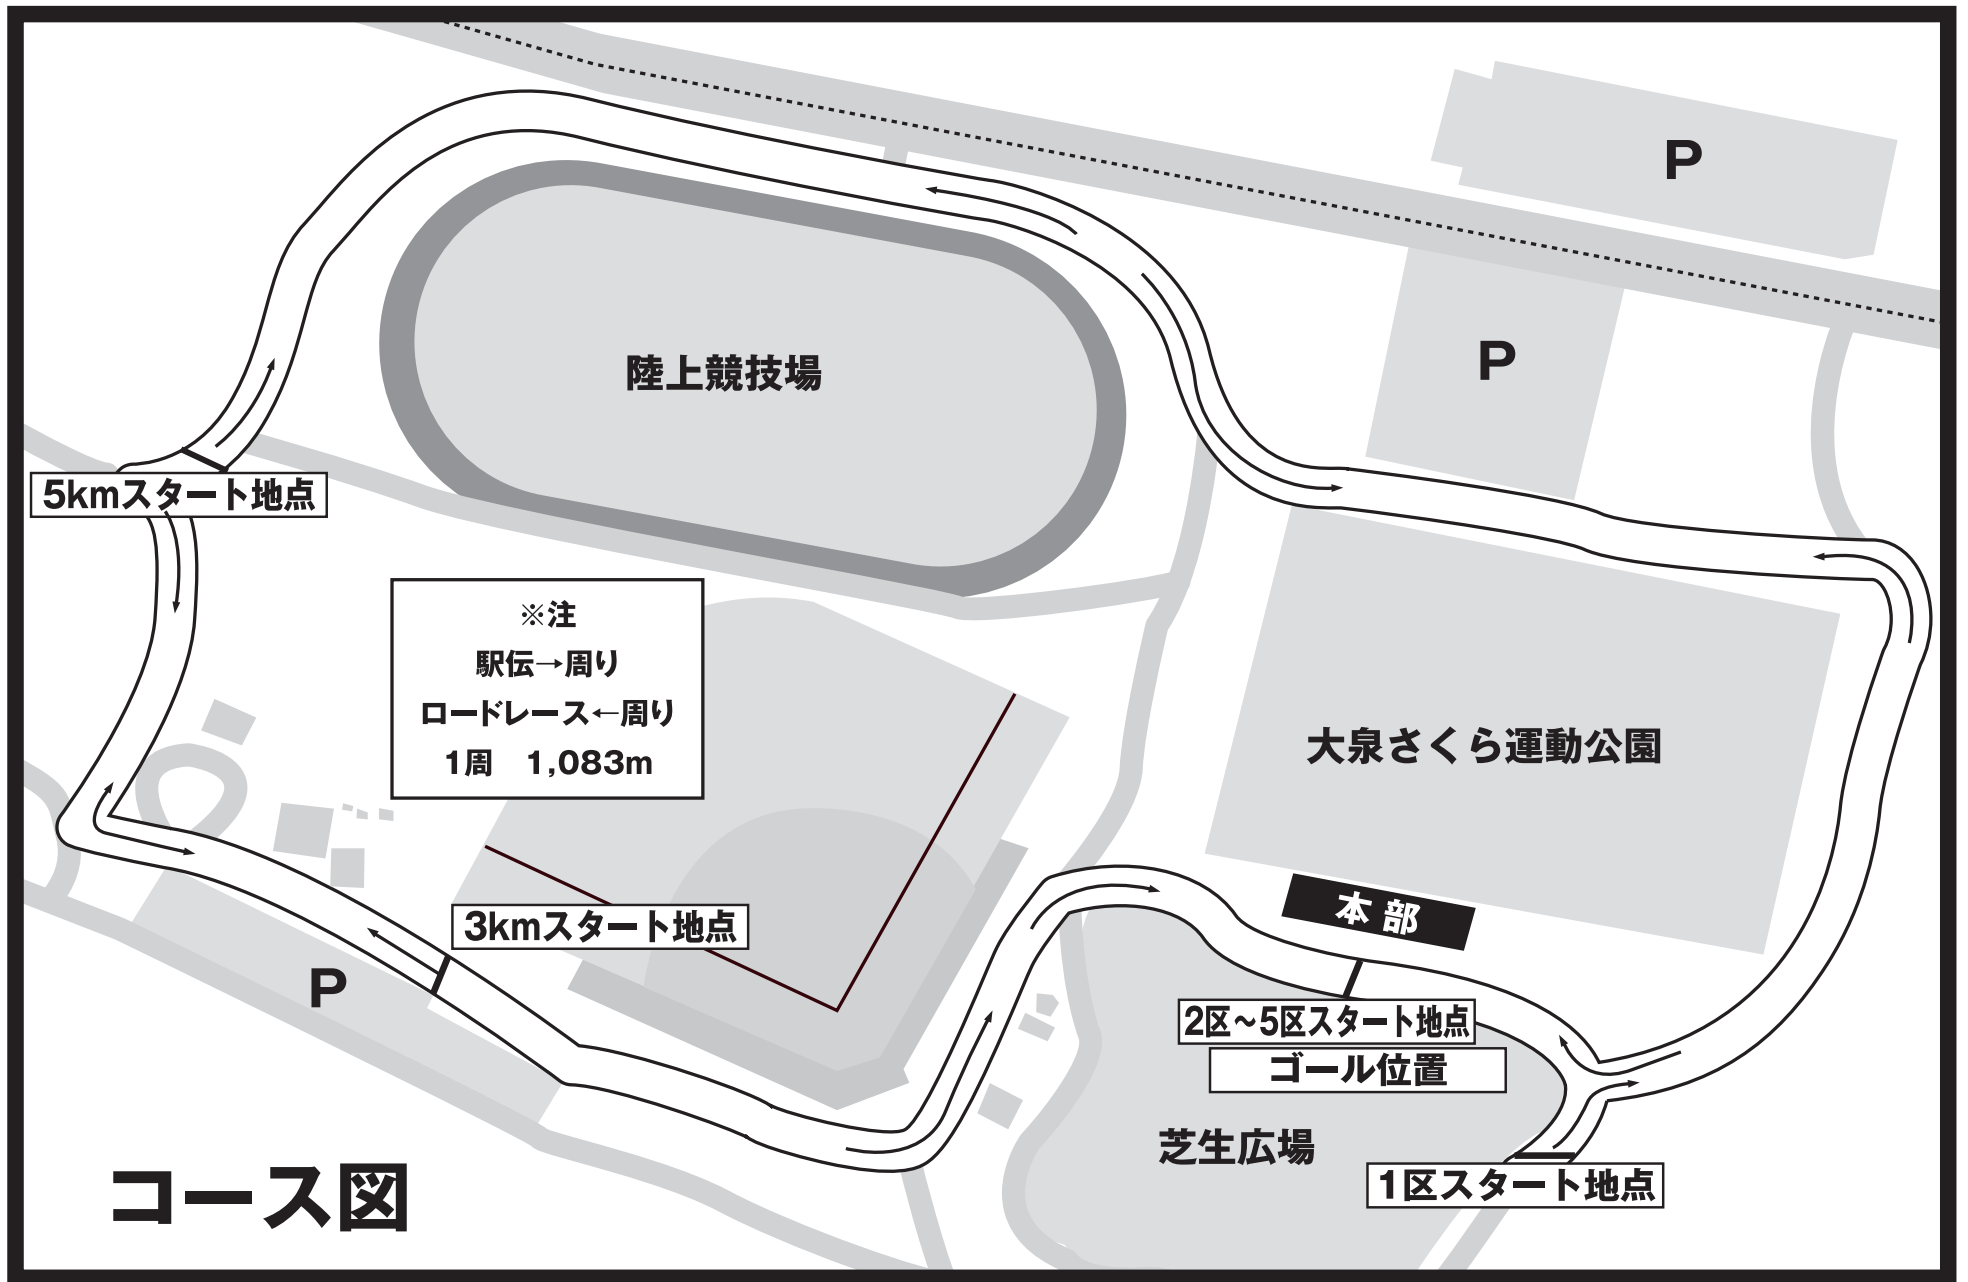 P
P
陸上競技場
5kmスタート地点
※注
駅伝→周り
ロードレース←周り
1周　1,083m
大泉さくら運動公園
本部
3kmスタート地点
P
2区～5区スタート地点
ゴール位置
芝生広場
1区スタート地点
コース図